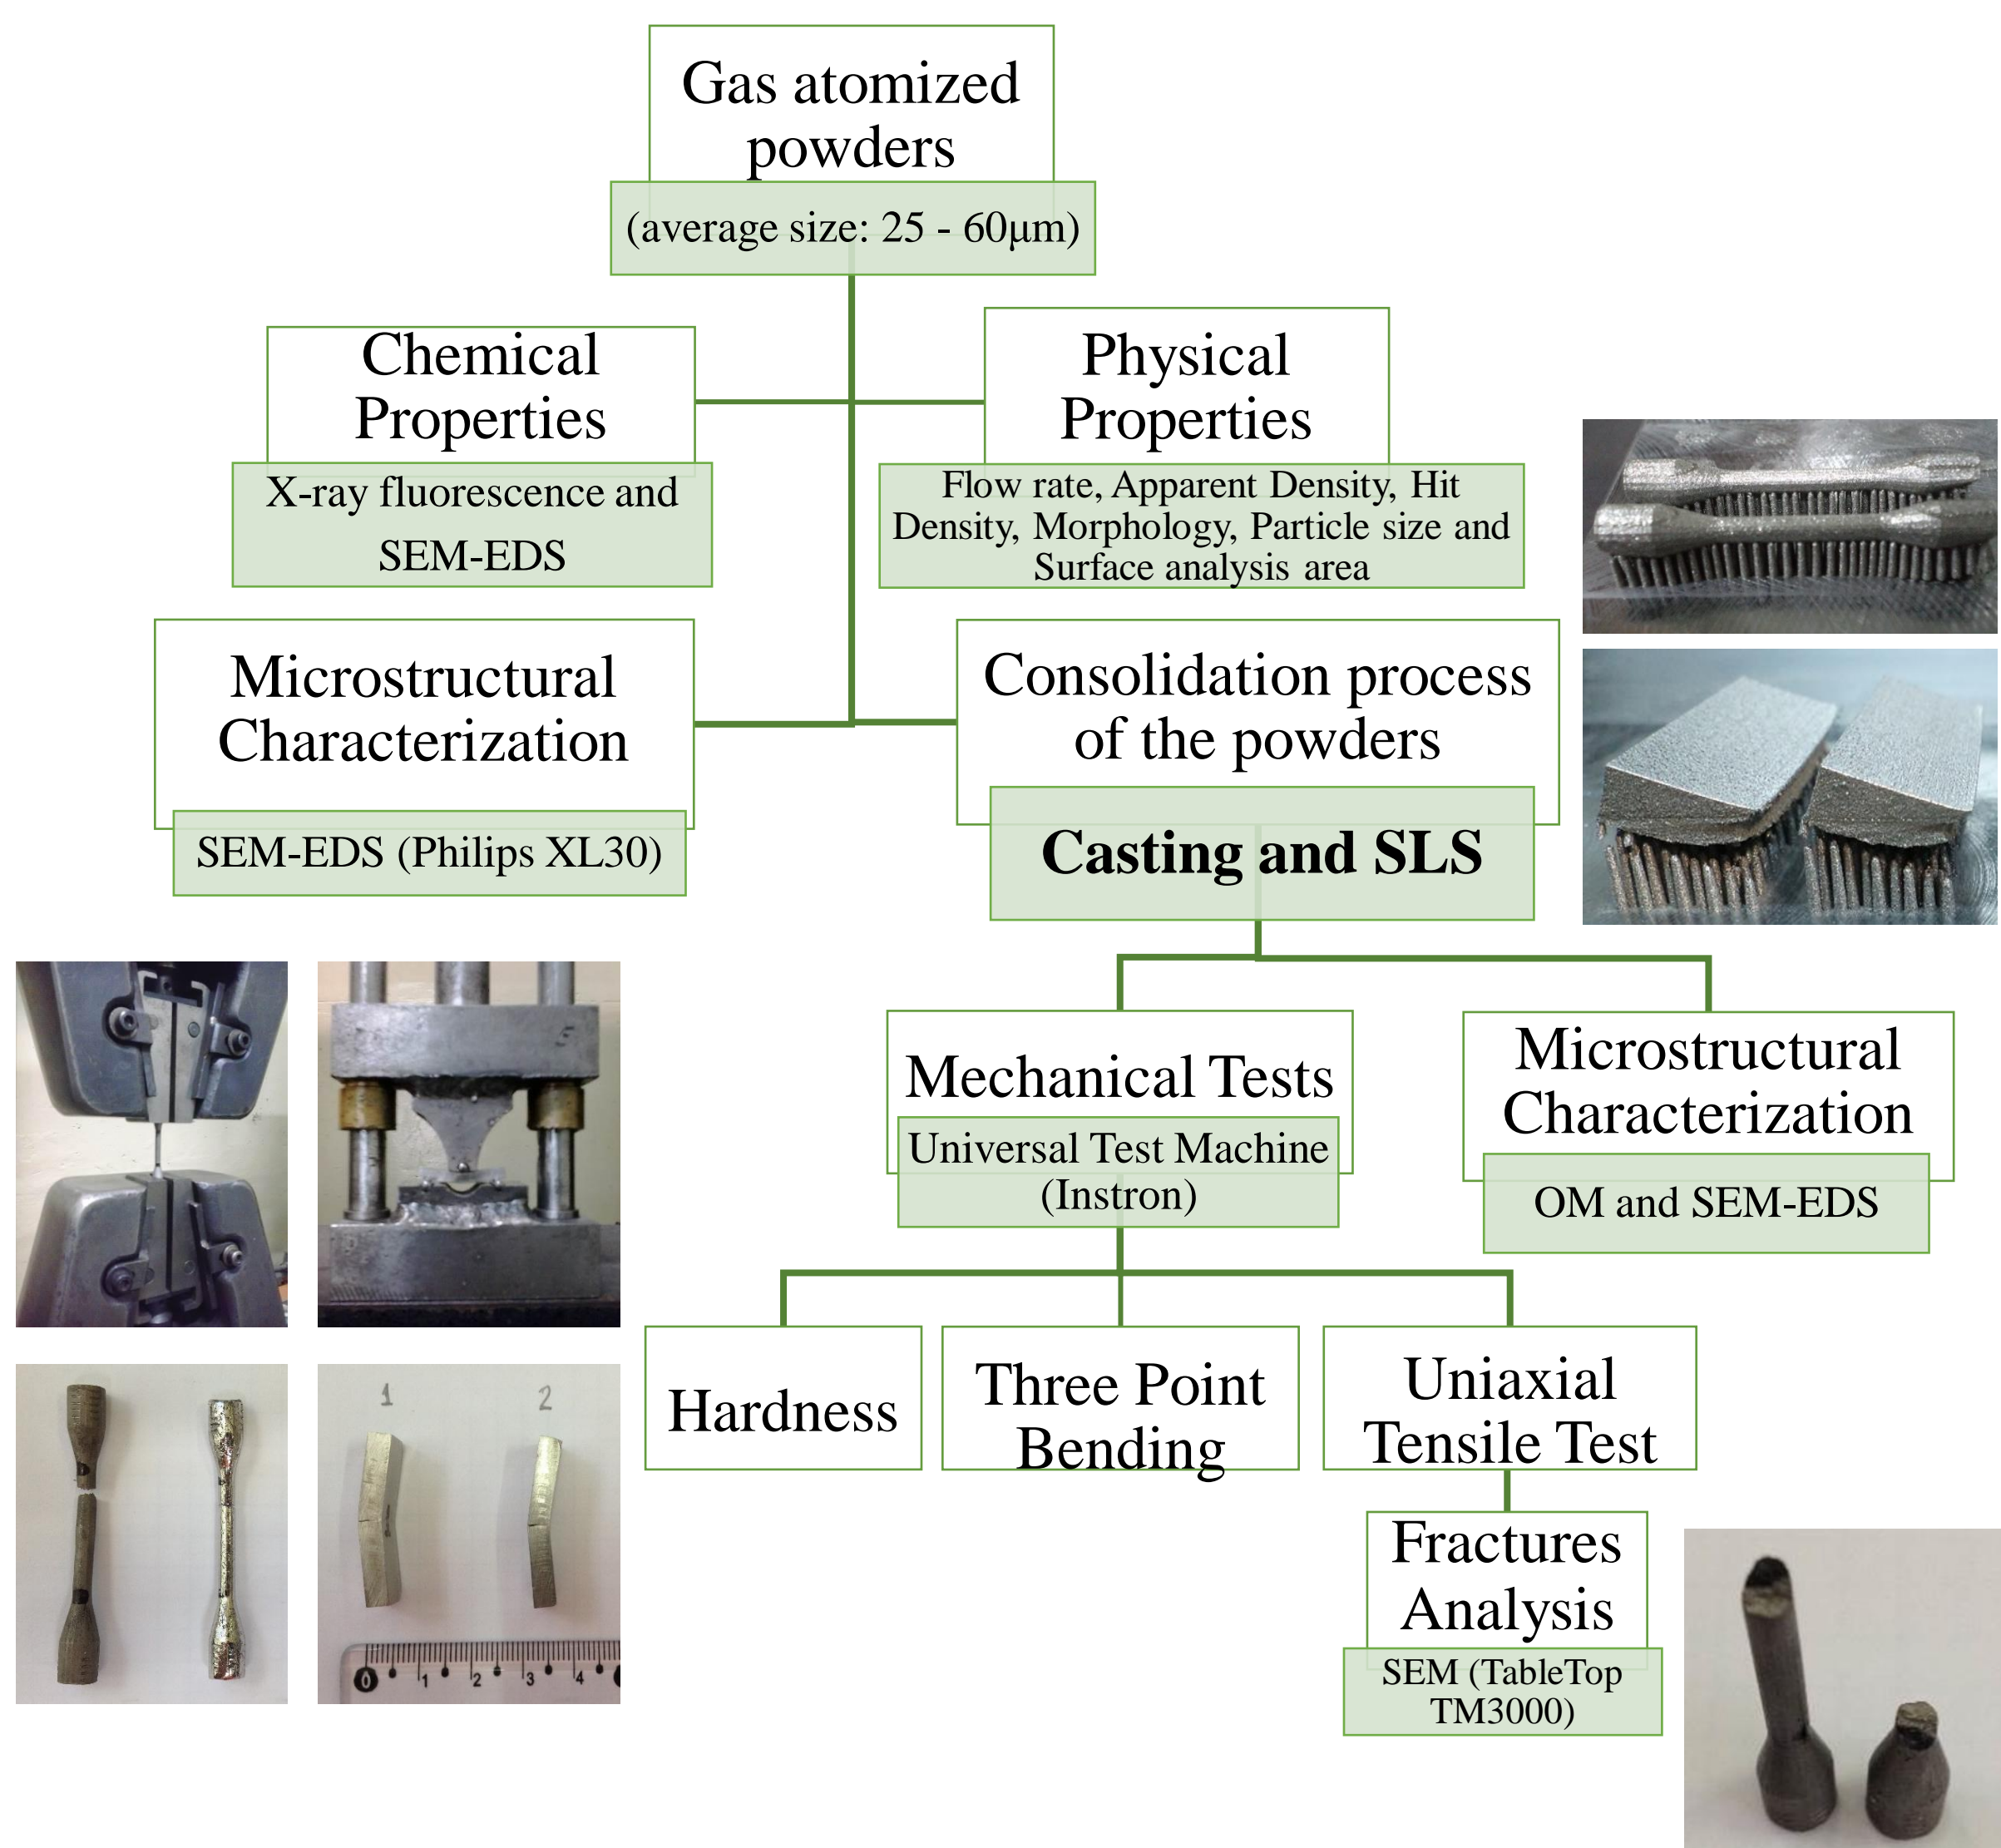 Gas atomized
powders
(average size: 25 - 60μm)
Chemical
Properties
X-ray fluorescence and
SEM-EDS
Physical
Properties
Flow rate, Apparent Density, Hit
Density, Morphology, Particle size and
Surface analysis area
Microstructural
Characterization
SEM-EDS (Philips XL30)
Consolidation process
of the powders
Casting and SLS
Mechanical Tests
Universal Test Machine
(Instron)
Microstructural
Characterization
OM and SEM-EDS
Hardness
Three Point
Bending
Uniaxial
Tensile Test
Fractures
Analysis
SEM (TableTop
TM3000)
1 2
0 1 2 3 4